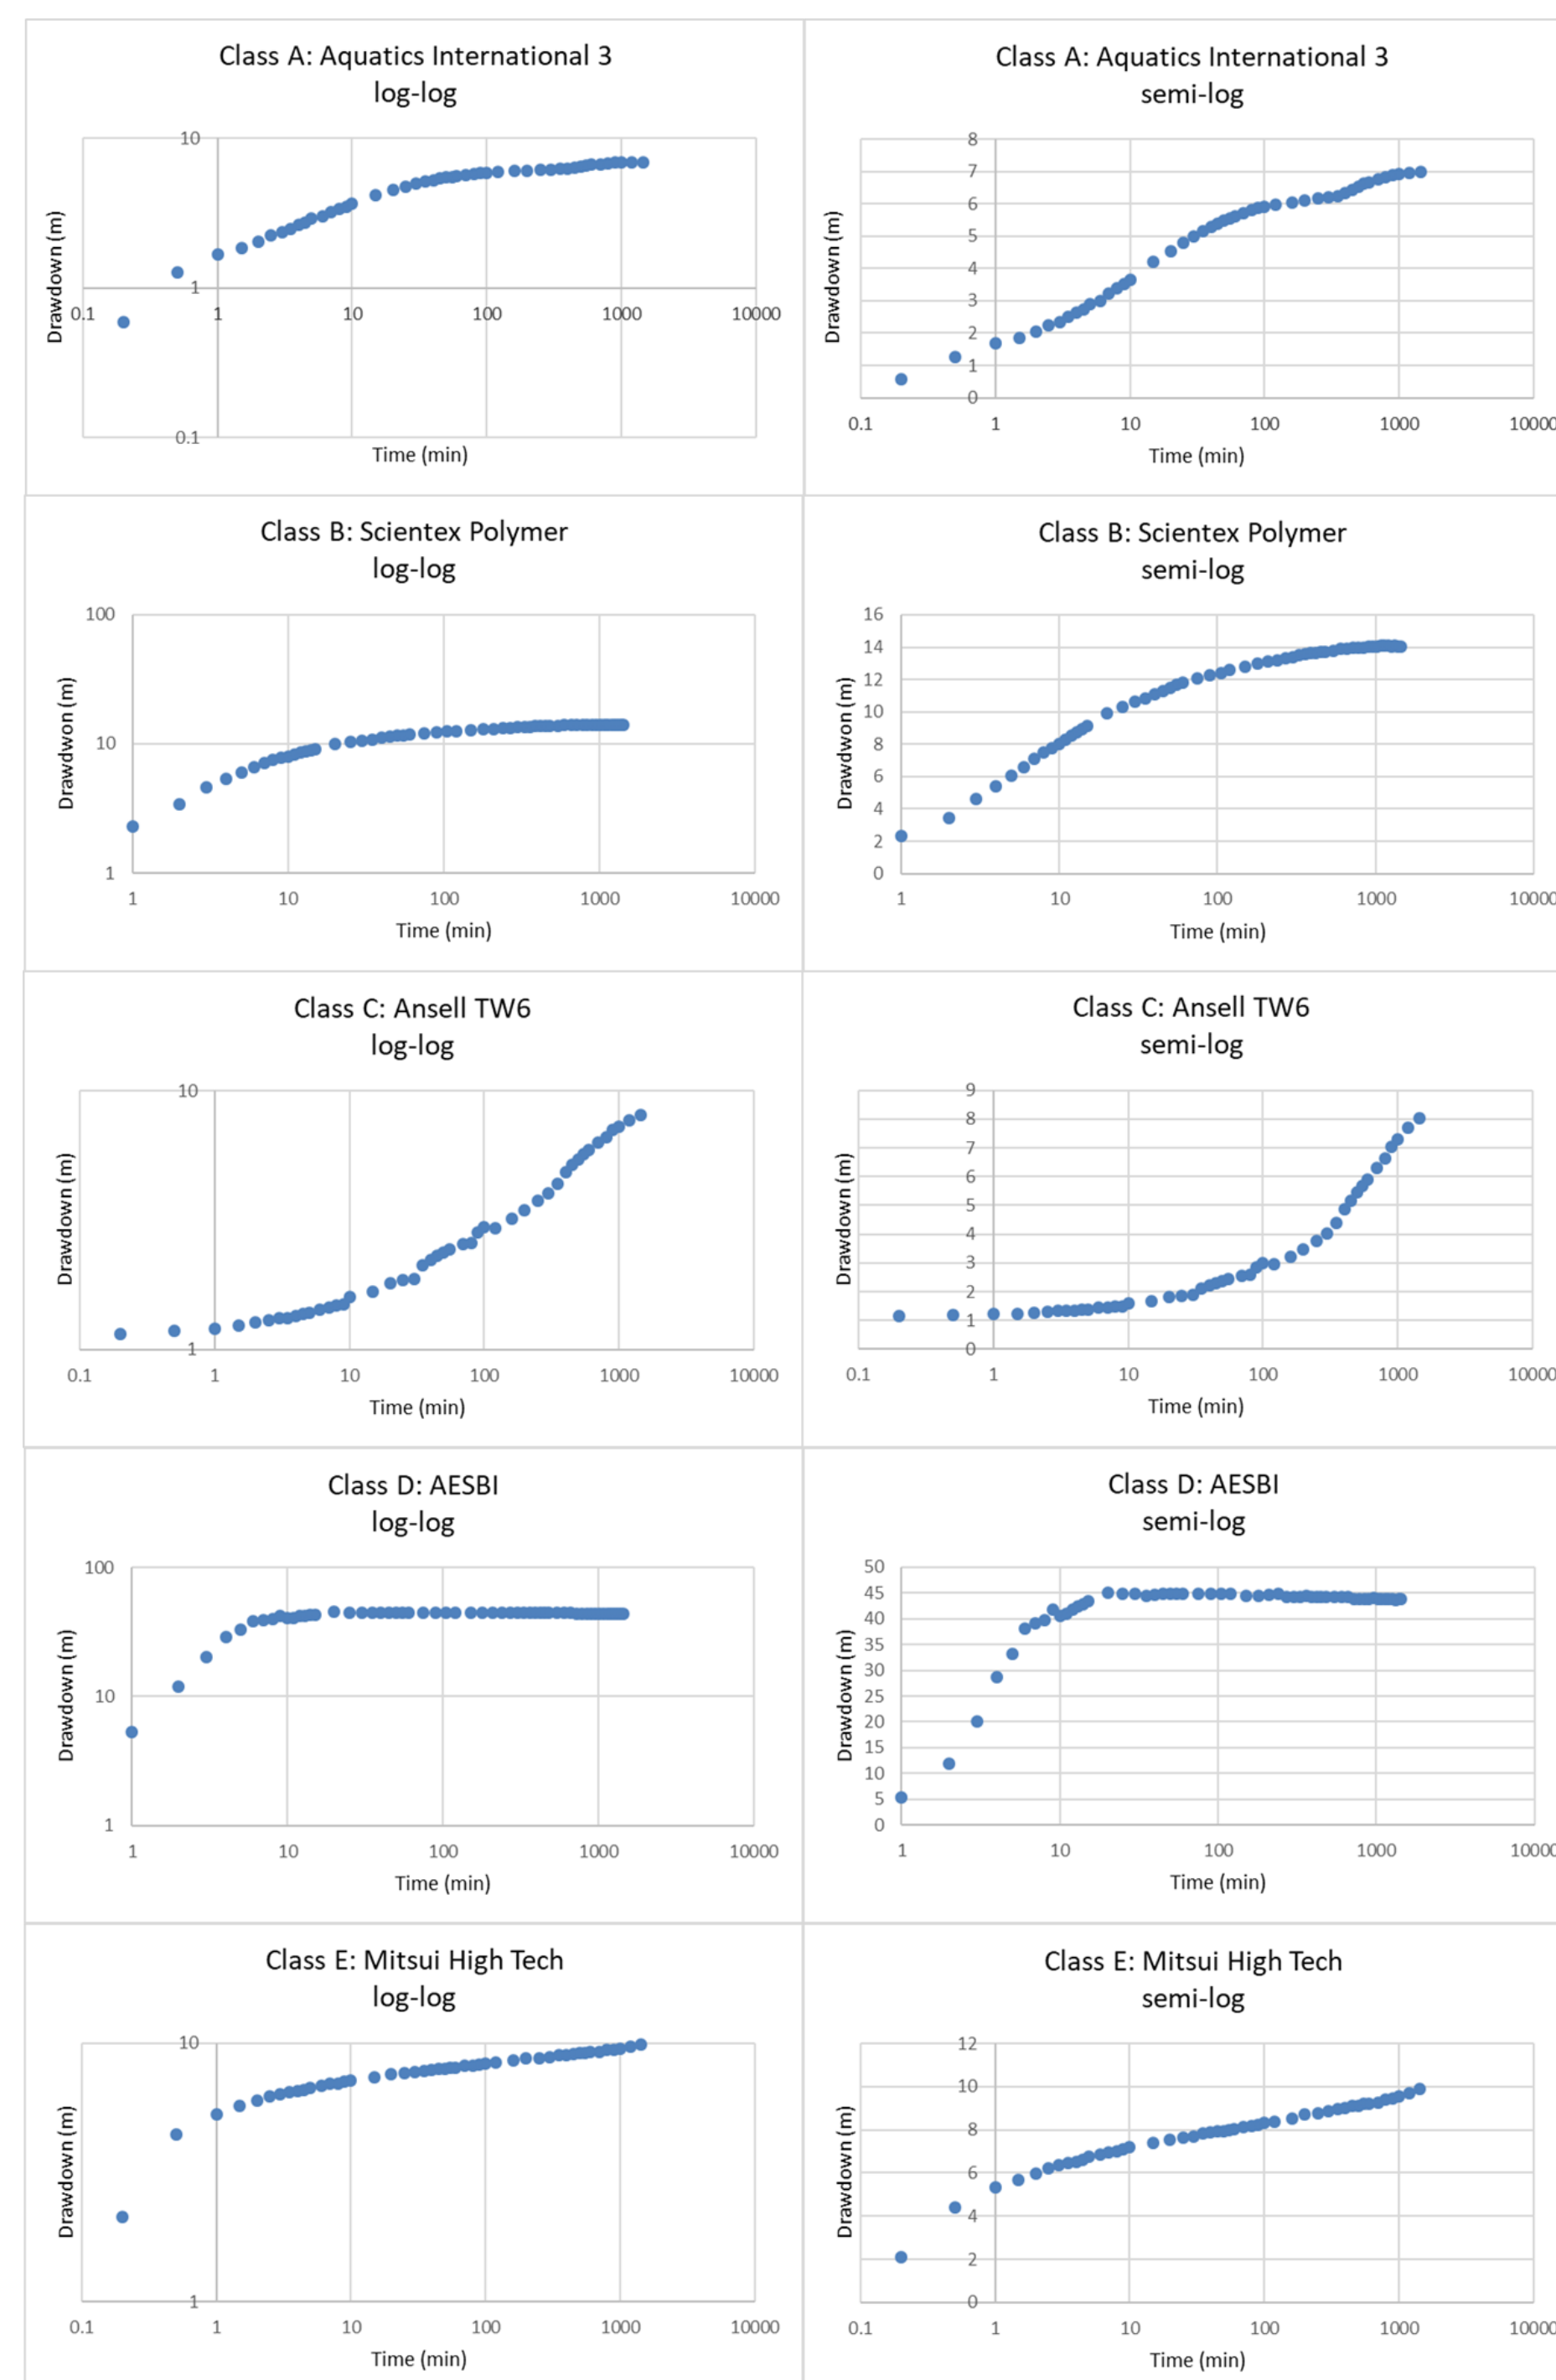 Class A: Aquatics International 3
log-log
10
1
0.1
Drawdown (m)
0.1 1 10 100 1000 10000
Time (min)
Class A: Aquatics International 3
semi-log
8
7
6
5
4
3
2
1
0
Drawdown (m)
0.1 1 10 100 1000 10000
Time (min)
Class B: Scientex Polymer
log-log
100
10
1
Drawdwon (m)
1 10 100 1000 10000
Time (min)
Class B: Scientex Polymer
semi-log
16
14
12
10
8
6
4
2
0
Drawdwon (m)
1 10 100 1000 10000
Time (min)
Class C: Ansell TW6
log-log
10
1
Drawdown (m)
0.1 1 10 100 1000 10000
Time (min)
Class C: Ansell TW6
semi-log
9
8
7
6
5
4
3
2
1
0
Drawdown (m)
0.1 1 10 100 1000 10000
Time (min)
Class D: AESBI
log-log
100
10
1
Drawdown (m)
1 10 100 1000 10000
Time (min)
Class D: AESBI
semi-log
50
45
40
35
30
25
20
15
10
5
0
Drawdown (m)
1 10 100 1000 10000
Time (min)
Class E: Mitsui High Tech
log-log
10
1
Drawdown (m)
0.1 1 10 100 1000 10000
Time (min)
Class E: Mitsui High Tech
semi-log
12
10
8
6
4
2
0
Drawdown (m)
0.1 1 10 100 1000 10000
Time (min)